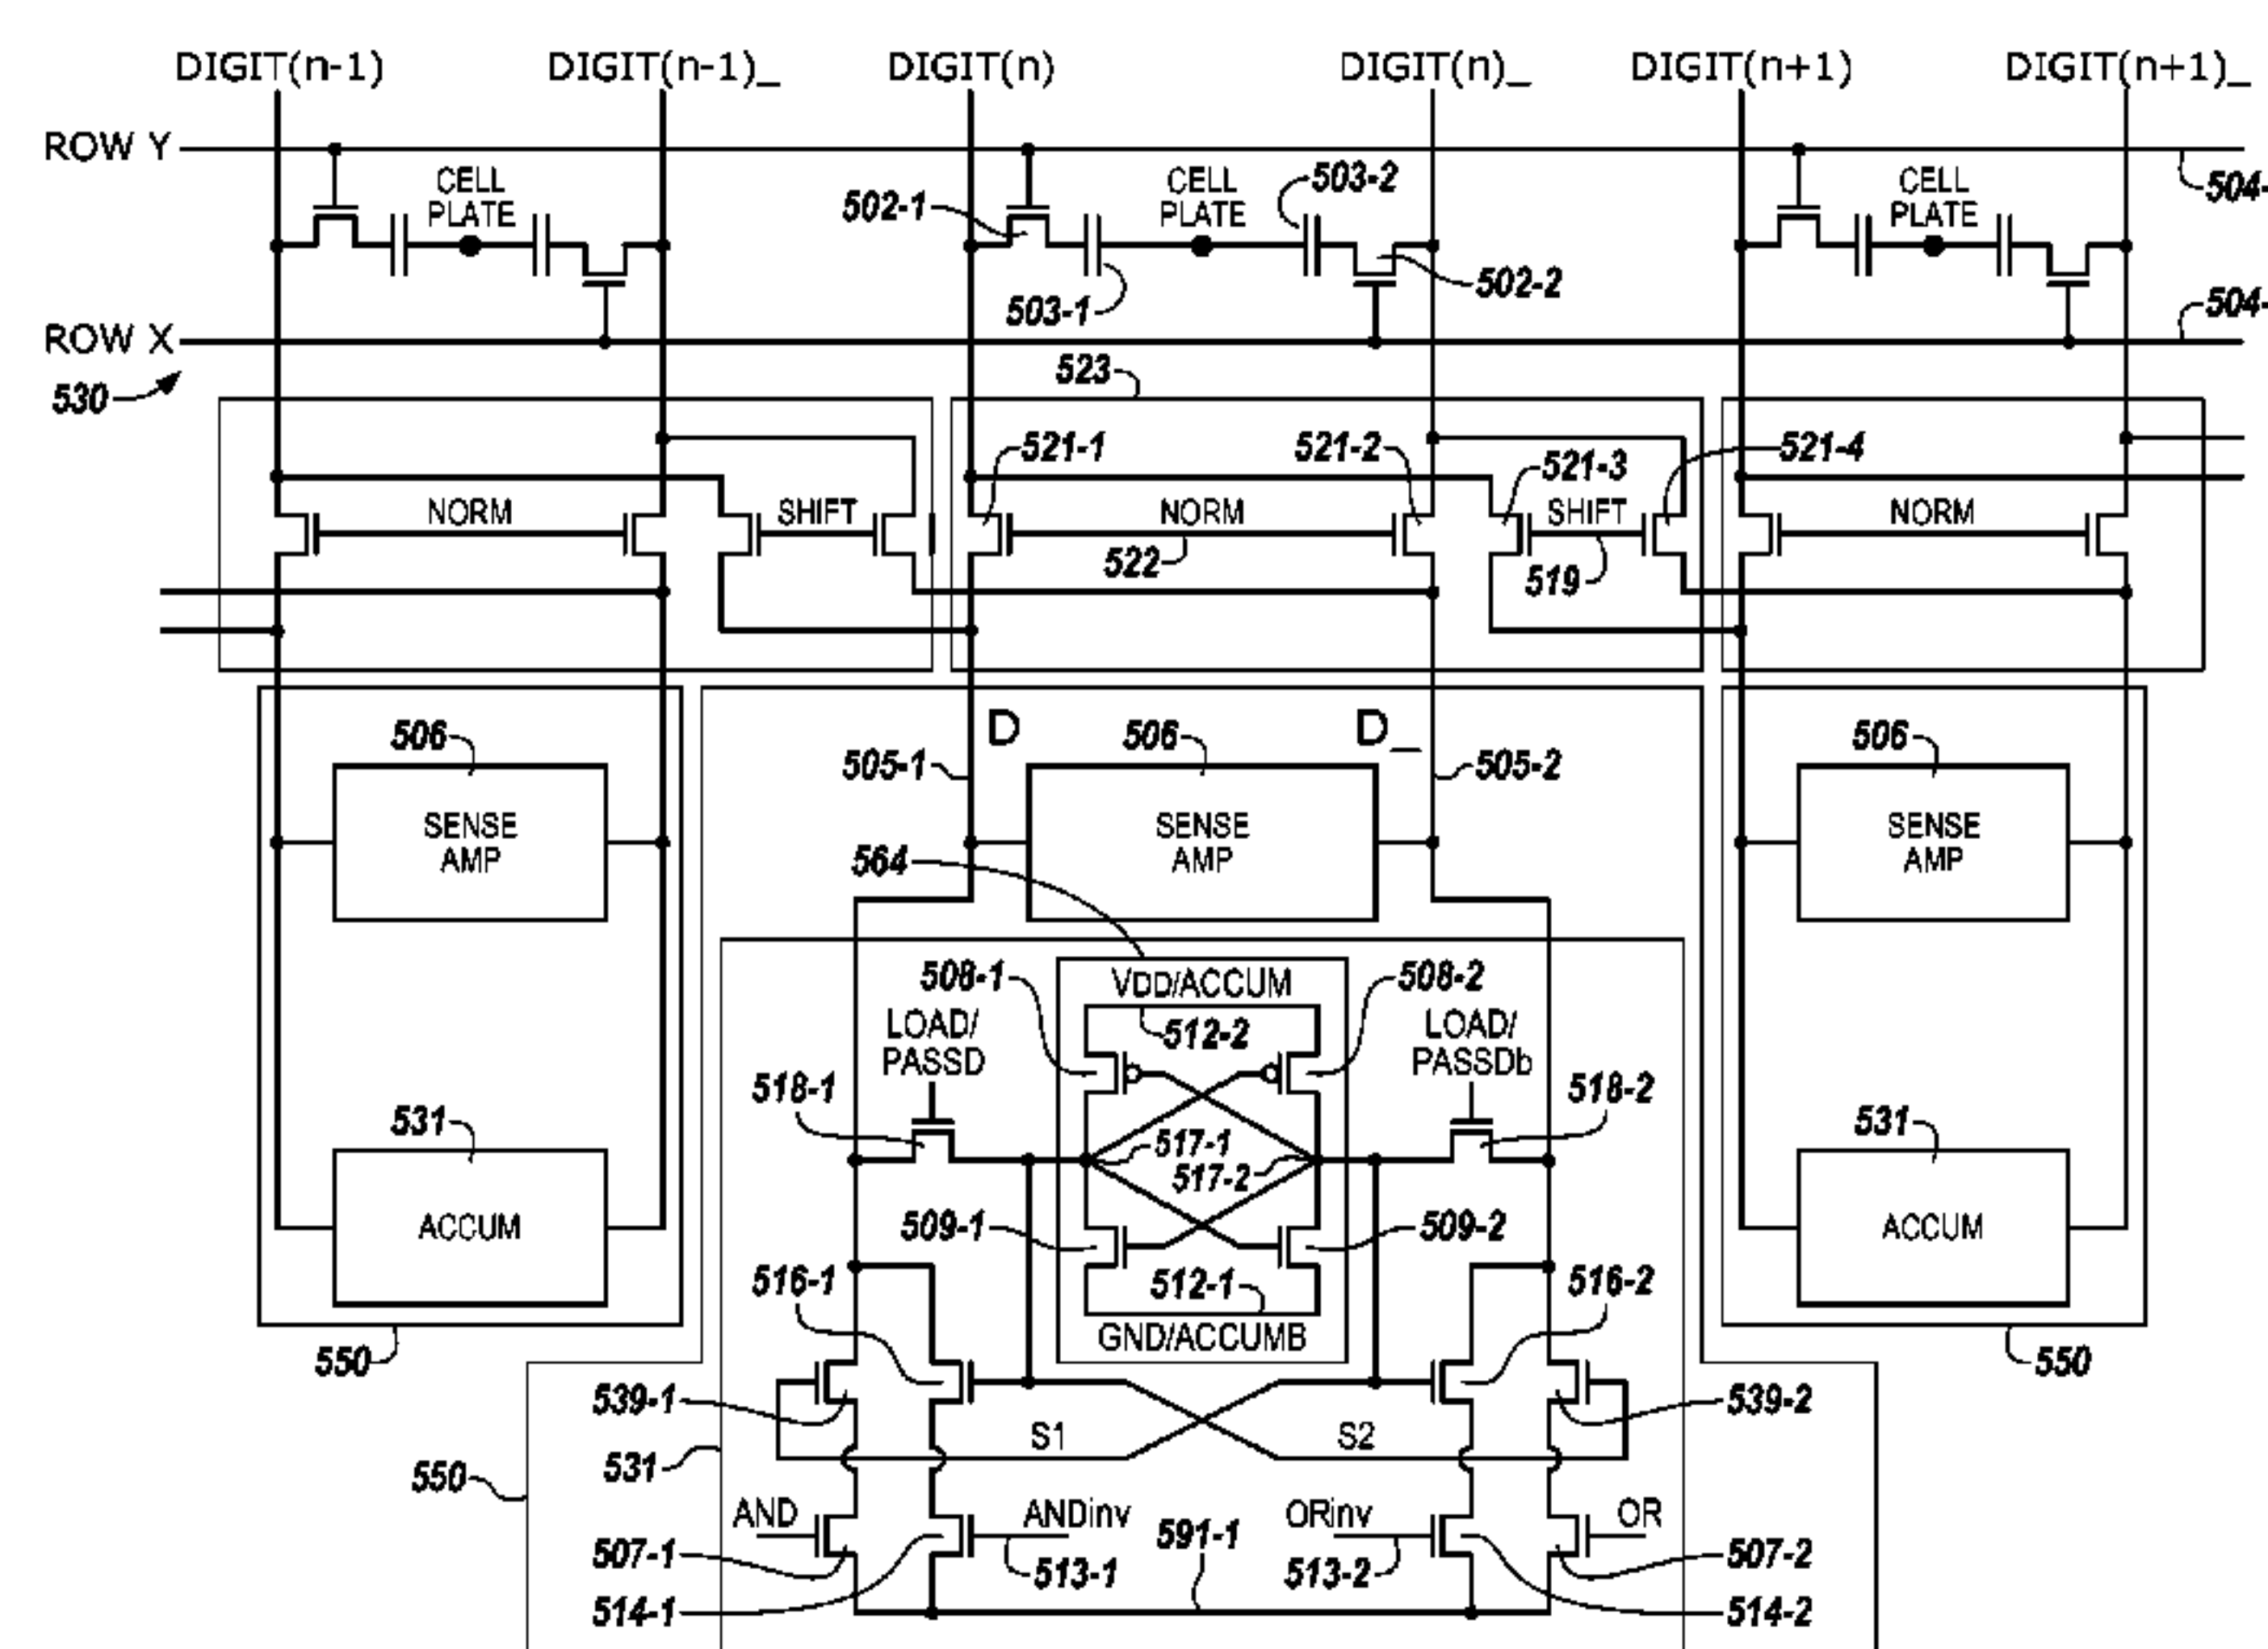 DIGIT(n-1) DIGIT(n-1)_ DIGIT(n) DIGIT(n)_ DIGIT(n+1) DIGIT(n+1)_
ROW Y
CELL PLATE
502-1
CELL PLATE
503-2
CELL PLATE
504-
503-1
502-2
504-
ROW X
530
523
521-1
521-2
521-3
521-4
NORM
SHIFT
NORM
SHIFT
NORM
522
519
D
D_
506
505-1
506
505-2
506
SENSE AMP
SENSE AMP
SENSE AMP
564
508-1
VDD/ACCUM
508-2
512-2
LOAD/ PASSD
LOAD/ PASSDb
518-1
518-2
531
517-1
517-2
531
ACCUM
509-1
509-2
ACCUM
516-1
512-1
516-2
GND/ACCUMB
550
550
539-1
539-2
S1
S2
550
531
AND
ANDinv
ORinv
OR
591-1
507-1
513-1
513-2
507-2
514-1
514-2